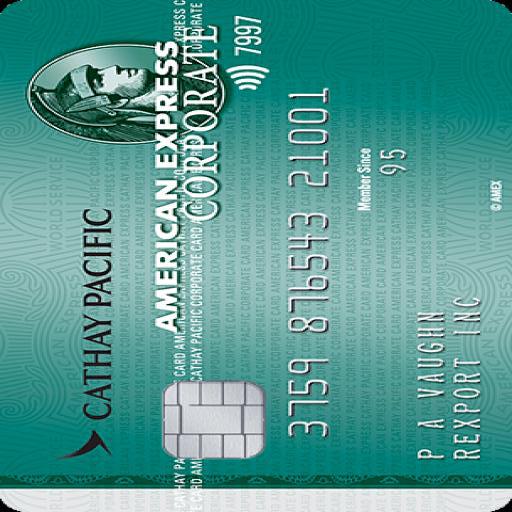 CATHAY PACIFIC
AMERICAN EXPRESS
CORPORATE
7997
3759 876543 21001
Member Since
95
P A VAUGHN
REXPORT INC
© AMEX